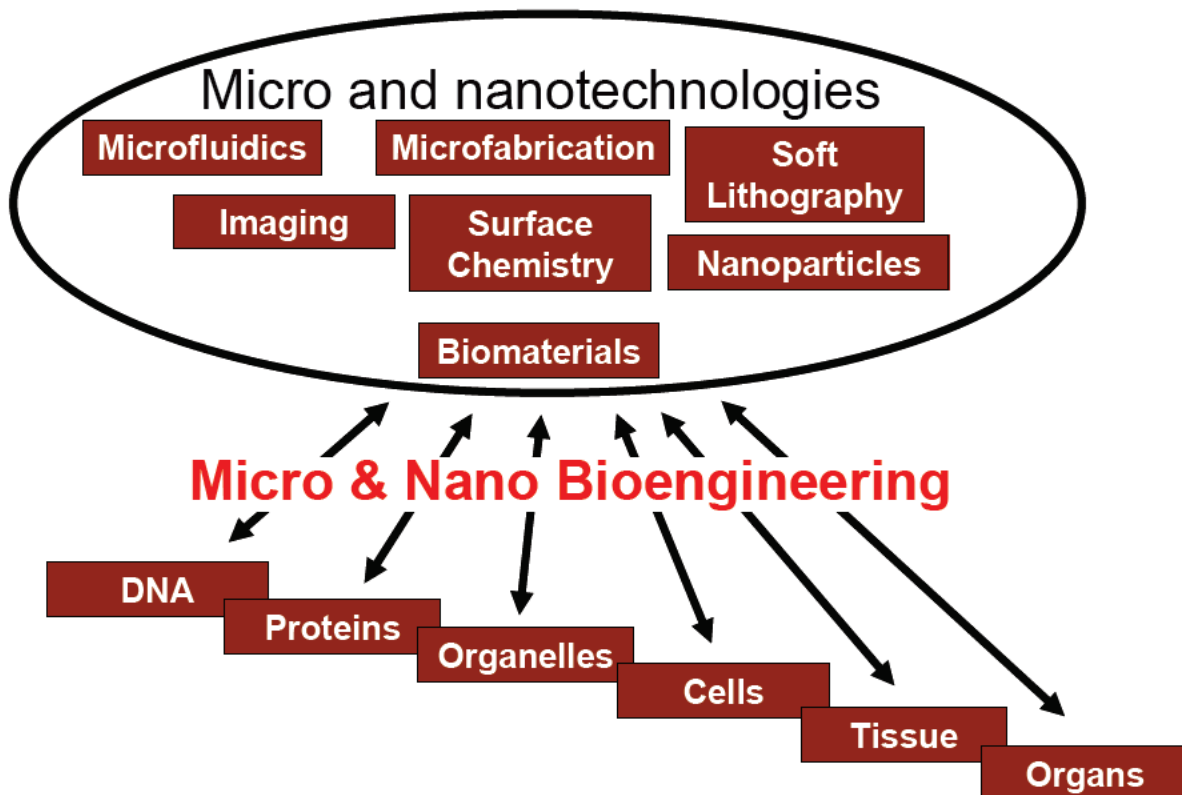 Micro and nanotechnologies
Microfluidics
Microfabrication
Soft
Lithography
Imaging
Surface
Chemistry
Nanoparticles
Biomaterials
Micro & Nano Bioengineering
DNA
Proteins
Organelles
Cells
Tissue
Organs